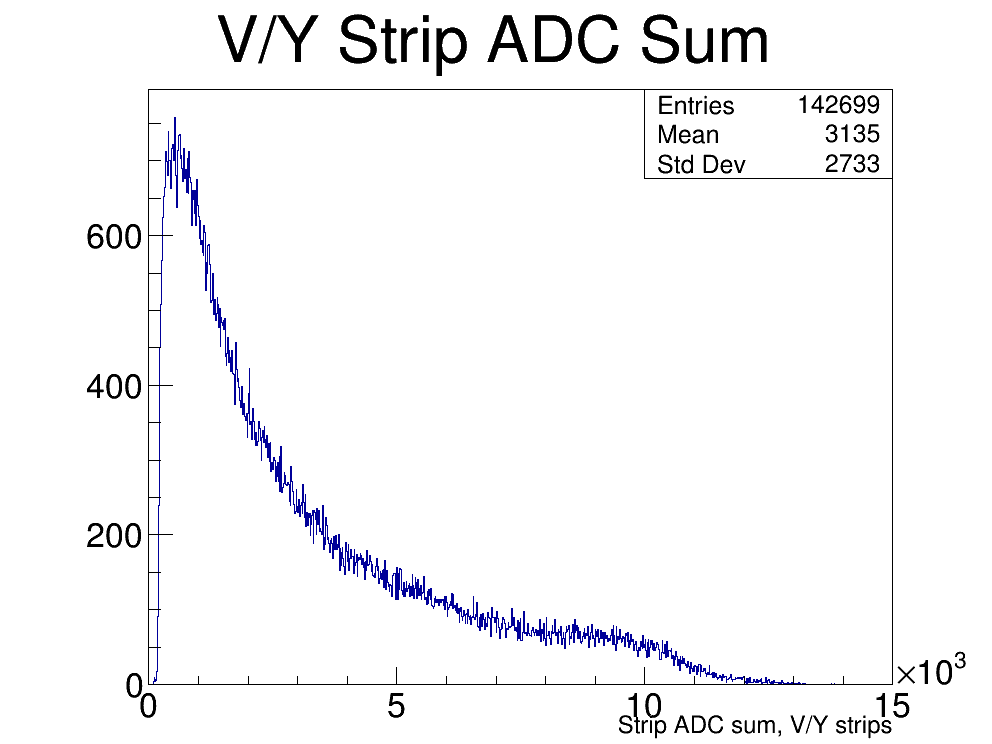 V/Y Strip ADC Sum
Entries 142699
Mean 3135
Std Dev 2733
600
400
200
0
0 5 10 15
×10³
Strip ADC sum, V/Y strips